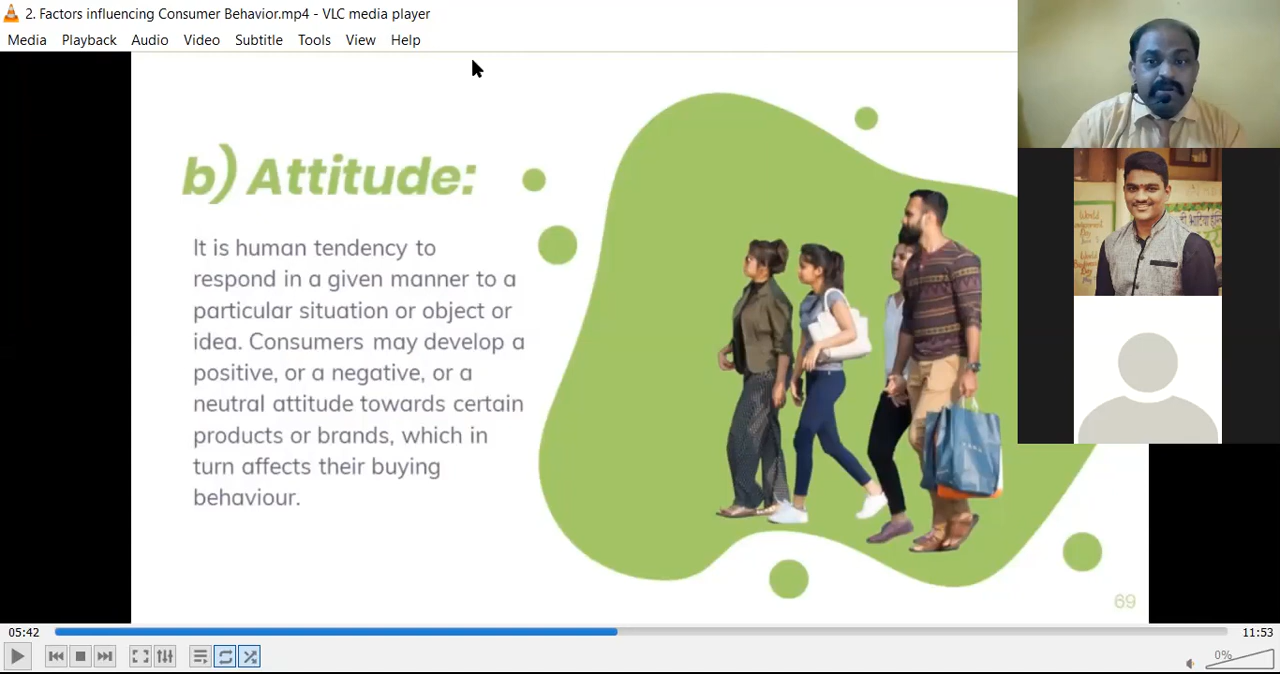 2. Factors influencing Consumer Behavior.mp4 - VLC media player
Media Playback Audio Video Subtitle Tools View Help
b) Attitude:
It is human tendency to
respond in a given manner to a
particular situation or object or
idea. Consumers may develop a
positive, or a negative, or a
neutral attitude towards certain
products or brands, which in
turn affects their buying
behaviour.
69
World
Day
05:42
11:53
0%